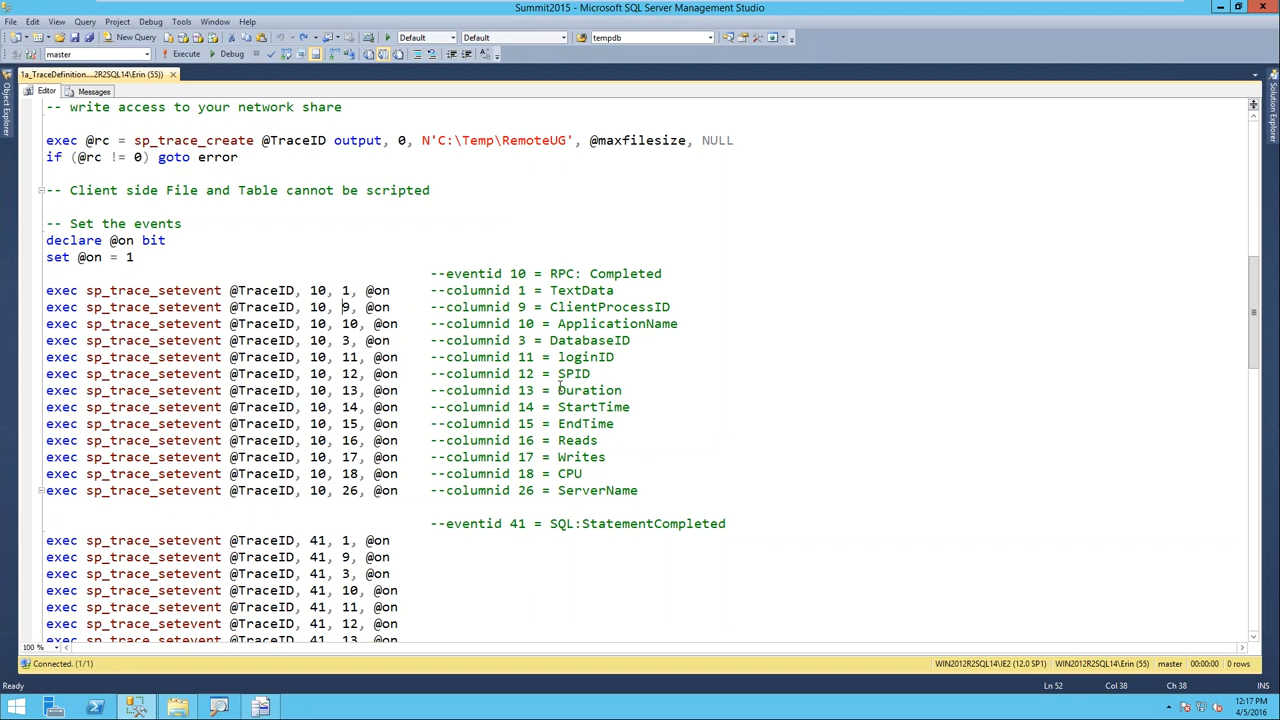 Summit2015 - Microsoft SQL Server Management Studio
File Edit View Query Project Debug Tools Window Help
New Query Default Default tempdb
master Execute Debug
1a_TraceDefinition....2R2SQL14\Erin (55))
Editor Messages
Object Explorer
Solution Explorer
-- write access to your network share
exec @rc = sp_trace_create @TraceID output, 0, N'C:\Temp\RemoteUG', @maxfilesize, NULL
if (@rc != 0) goto error
-- Client side File and Table cannot be scripted
-- Set the events
declare @on bit
set @on = 1
--eventid 10 = RPC: Completed
exec sp_trace_setevent @TraceID, 10, 1, @on --columnid 1 = TextData
exec sp_trace_setevent @TraceID, 10, 9, @on --columnid 9 = ClientProcessID
exec sp_trace_setevent @TraceID, 10, 10, @on --columnid 10 = ApplicationName
exec sp_trace_setevent @TraceID, 10, 3, @on --columnid 3 = DatabaseID
exec sp_trace_setevent @TraceID, 10, 11, @on --columnid 11 = loginID
exec sp_trace_setevent @TraceID, 10, 12, @on --columnid 12 = SPID
exec sp_trace_setevent @TraceID, 10, 13, @on --columnid 13 = Duration
exec sp_trace_setevent @TraceID, 10, 14, @on --columnid 14 = StartTime
exec sp_trace_setevent @TraceID, 10, 15, @on --columnid 15 = EndTime
exec sp_trace_setevent @TraceID, 10, 16, @on --columnid 16 = Reads
exec sp_trace_setevent @TraceID, 10, 17, @on --columnid 17 = Writes
exec sp_trace_setevent @TraceID, 10, 18, @on --columnid 18 = CPU
exec sp_trace_setevent @TraceID, 10, 26, @on --columnid 26 = ServerName
--eventid 41 = SQL:StatementCompleted
exec sp_trace_setevent @TraceID, 41, 1, @on
exec sp_trace_setevent @TraceID, 41, 9, @on
exec sp_trace_setevent @TraceID, 41, 3, @on
exec sp_trace_setevent @TraceID, 41, 10, @on
exec sp_trace_setevent @TraceID, 41, 11, @on
exec sp_trace_setevent @TraceID, 41, 12, @on
exec sp_trace_setevent @TraceID, 41, 13, @on
100 %
Connected. (1/1) WIN2012R2SQL14\IE2 (12.0 SP1) WIN2012R2SQL14\Erin (55) master 00:00:00 0 rows
Ready Ln 52 Col 38 Ch 38 INS
12:17 PM
4/5/2016